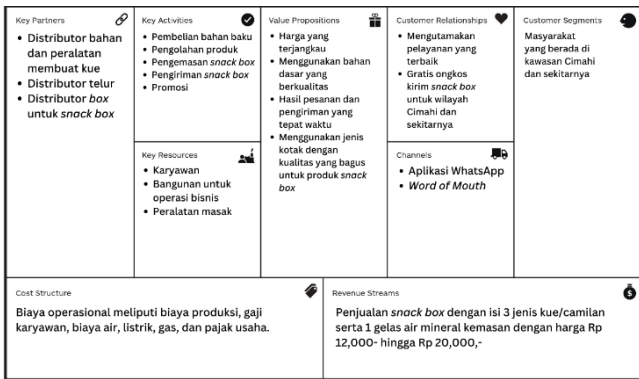 Key Partners
• Distributor bahan
dan peralatan
membuat kue
• Distributor telur
• Distributor box
untuk snack box
Key Activities
• Pembelian bahan baku
• Pengolahan produk
• Pengemasan snack box
• Pengiriman snack box
• Promosi
Key Resources
• Karyawan
• Bangunan untuk
operasi bisnis
• Peralatan masak
Value Propositions
• Harga yang
terjangkau
• Menggunakan bahan
dasar yang
berkualitas
• Hasil pesanan dan
pengiriman yang
tepat waktu
• Menggunakan jenis
kotak dengan
kualitas yang bagus
untuk produk snack
box
Customer Relationships
• Mengutamakan
pelayanan yang
terbaik
• Gratis ongkos
kirim snack box
untuk wilayah
Cimahi dan
sekitarnya
Channels
• Aplikasi WhatsApp
• Word of Mouth
Customer Segments
Masyarakat
yang berada di
kawasan Cimahi
dan sekitarnya
Cost Structure
Biaya operasional meliputi biaya produksi, gaji
karyawan, biaya air, listrik, gas, dan pajak usaha.
Revenue Streams
Penjualan snack box dengan isi 3 jenis kue/camilan
serta 1 gelas air mineral kemasan dengan harga Rp
12,000- hingga Rp 20,000,-